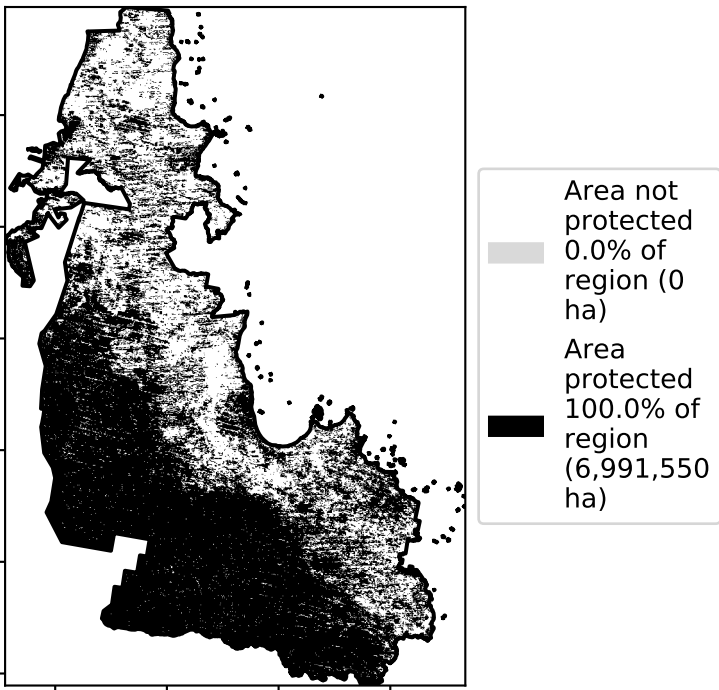 Area not
protected
0.0% of
region (0
ha)
Area
protected
100.0% of
region
(6,991,550
ha)